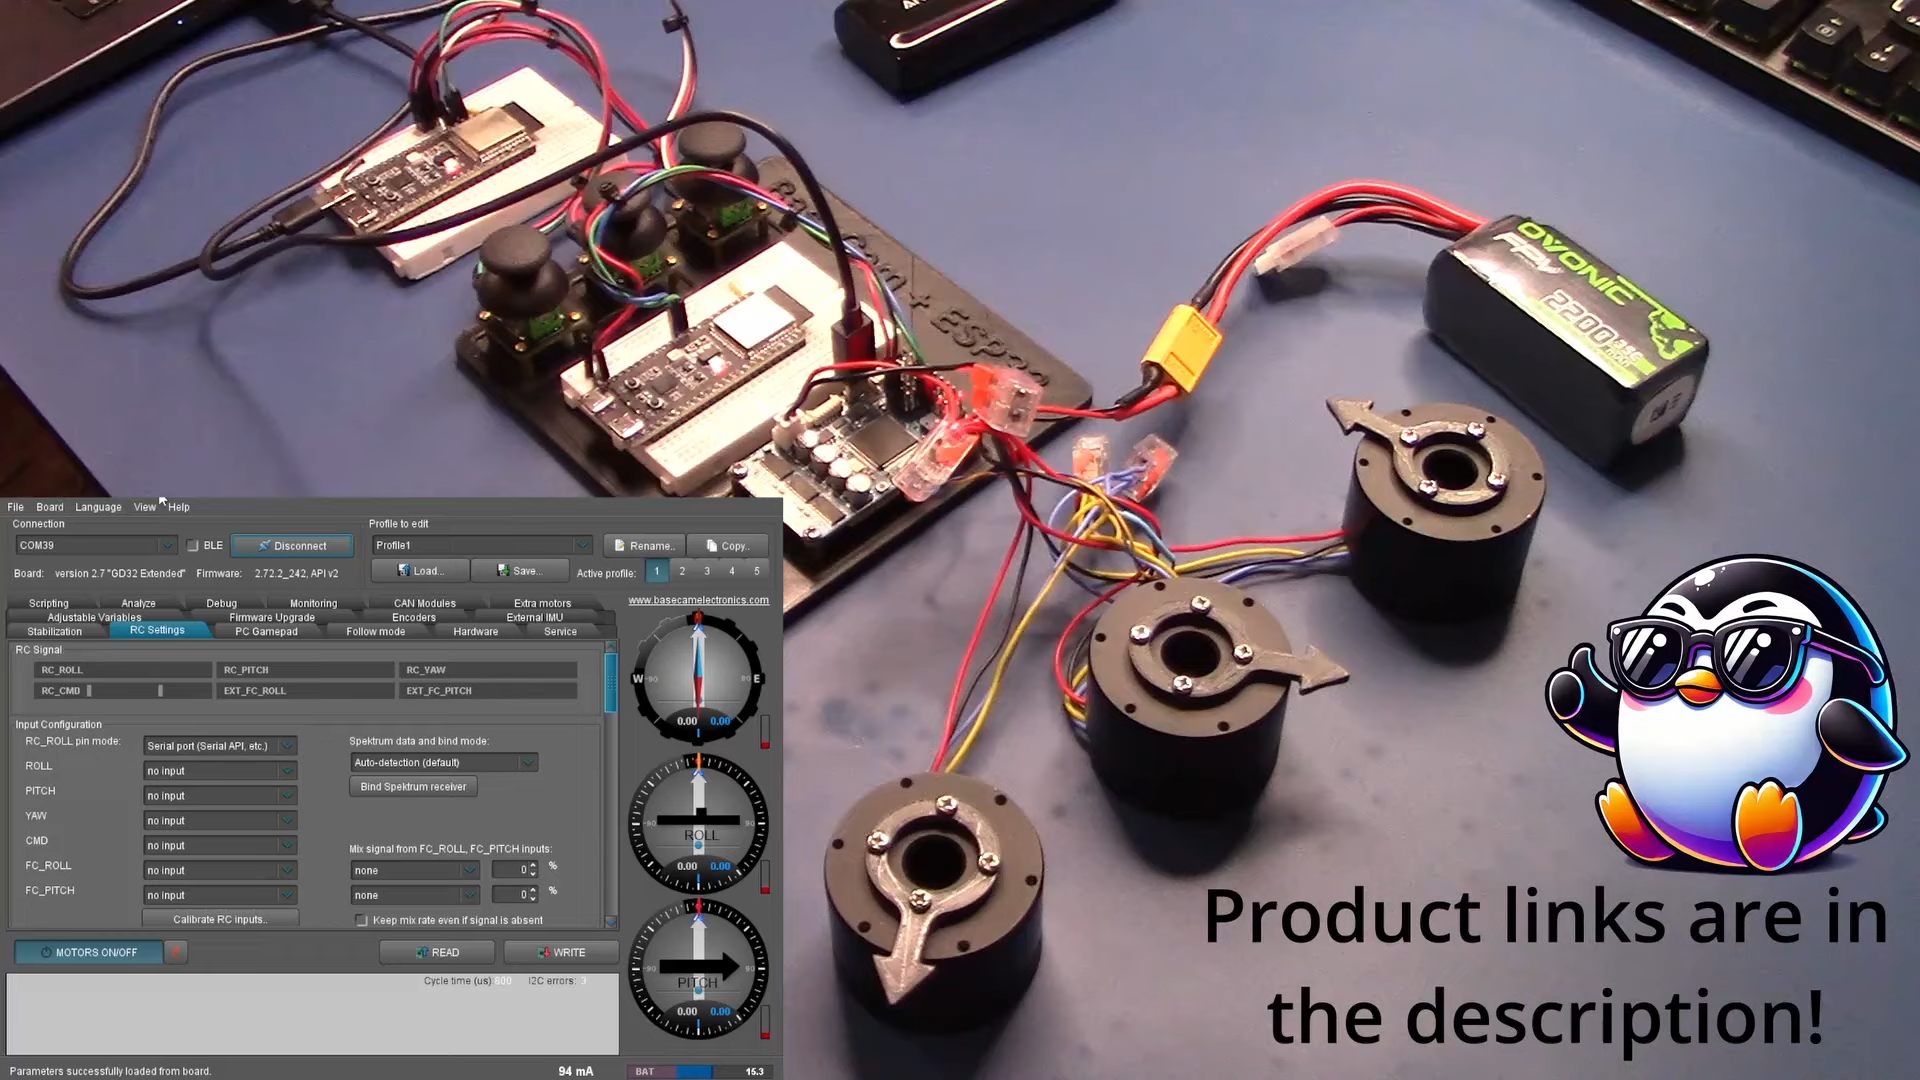 OVONIC
FPV
2200
+ ESP32
File Board Language View Help
Connection
COM39
BLE
Disconnect
Profile to edit
Profile1
Rename..
Copy..
Load...
Save...
Board: version 2.7 "GD32 Extended" Firmware: 2.72.2_242, API v2
Active profile: 1 2 3 4 5
www.basecamelectronics.com
Scripting Analyze Debug Monitoring CAN Modules Extra motors
Adjustable Variables Firmware Upgrade Encoders External IMU
Stabilization RC Settings PC Gamepad Follow mode Hardware Service
RC Signal
RC_ROLL RC_PITCH RC_YAW
RC_CMD EXT_FC_ROLL EXT_FC_PITCH
Input Configuration
RC_ROLL pin mode: Serial port (Serial API, etc.)
ROLL no input
PITCH no input
YAW no input
CMD no input
FC_ROLL no input
FC_PITCH no input
Calibrate RC inputs..
Spektrum data and bind mode:
Auto-detection (default)
Bind Spektrum receiver
Mix signal from FC_ROLL, FC_PITCH inputs:
none 0 %
none 0 %
Keep mix rate even if signal is absent
W E
0.00 0.00
90 90
ROLL
0.00 0.00
90 90
PITCH
0.00 0.00
MOTORS ON/OFF
READ
WRITE
Cycle time (us) 800 I2C errors: 3
Parameters successfully loaded from board.
94 mA
BAT 15.3
Product links are in
the description!